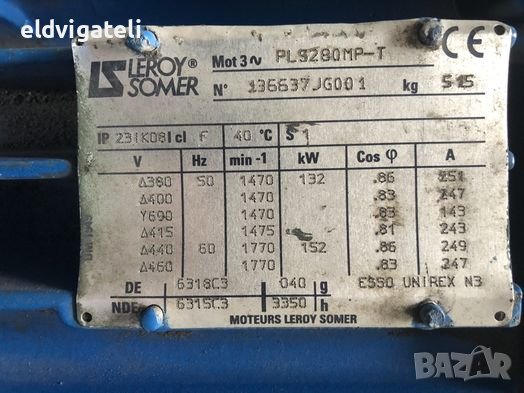 edvigateli
LEROY®
SOMER
Mot 3~ PLS280MP-T
CE
N° 136637JG001 kg 515
IP 23 IK08 I cl F 40 °C S1
V Hz min-1 kW Cos φ A
Δ380 50 1470 132 .86 251
Δ400 1470 .83 247
Y690 1470 .83 143
Δ415 1475 .81 243
Δ440 60 1770 152 .86 249
Δ460 1770 .83 247
DE 6318C3 040 g ESSO UNIREX N3
NDE 6315C3 3350 h
MOTEURS LEROY SOMER
BAZAR